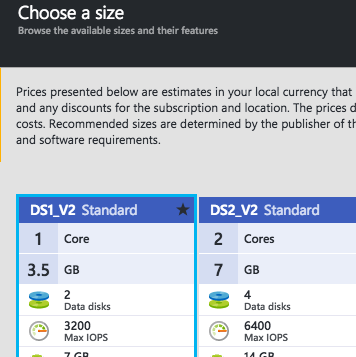 Choose a size
Browse the available sizes and their features
Prices presented below are estimates in your local currency that
and any discounts for the subscription and location. The prices d
costs. Recommended sizes are determined by the publisher of th
and software requirements.
DS1_V2 Standard
DS2_V2 Standard
1 Core
2 Cores
3.5 GB
7 GB
2
Data disks
4
Data disks
3200
Max IOPS
6400
Max IOPS
7 GB
14 GB